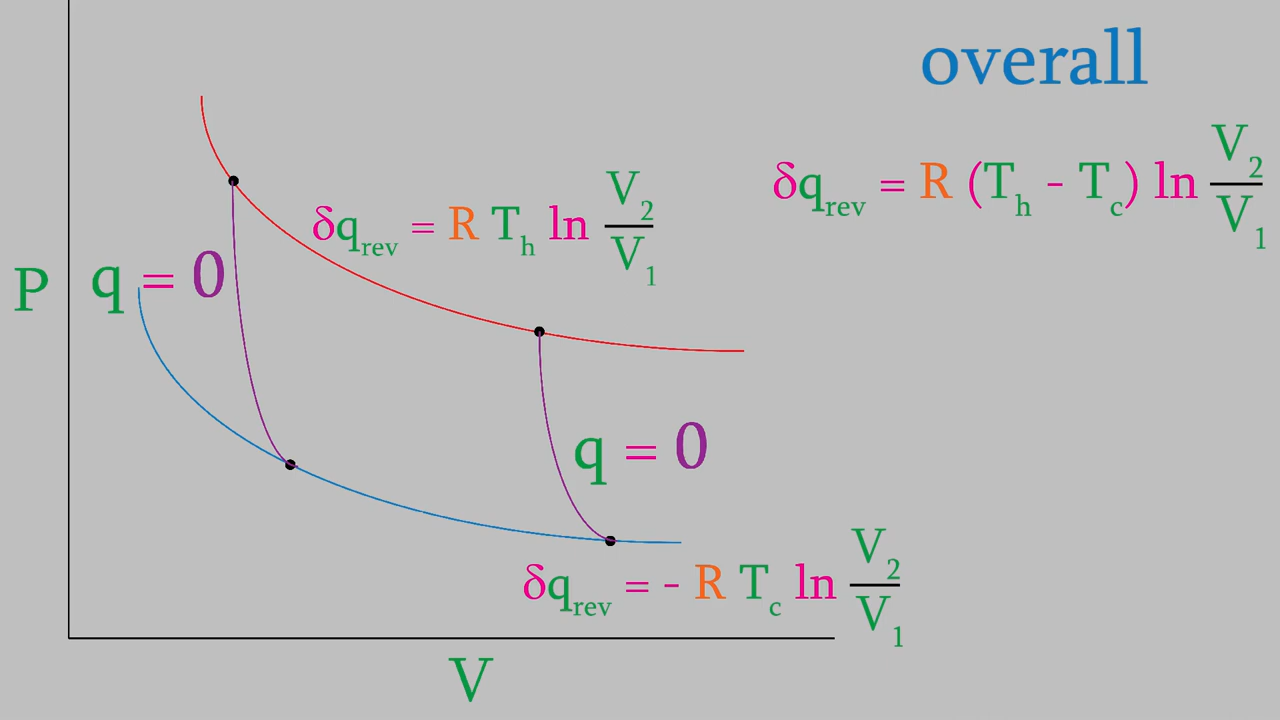 overall
δq_rev = R (T_h - T_c) ln V_2/V_1
δq_rev = R T_h ln V_2/V_1
P
q = 0
q = 0
δq_rev = - R T_c ln V_2/V_1
V